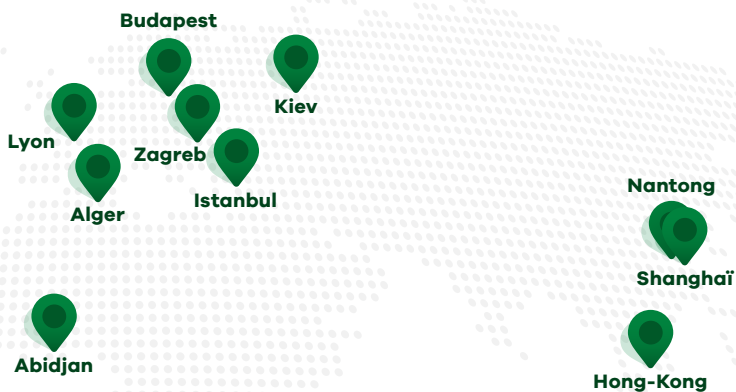 Budapest
Kiev
Lyon
Zagreb
Istanbul
Alger
Nantong
Shanghaï
Abidjan
Hong-Kong